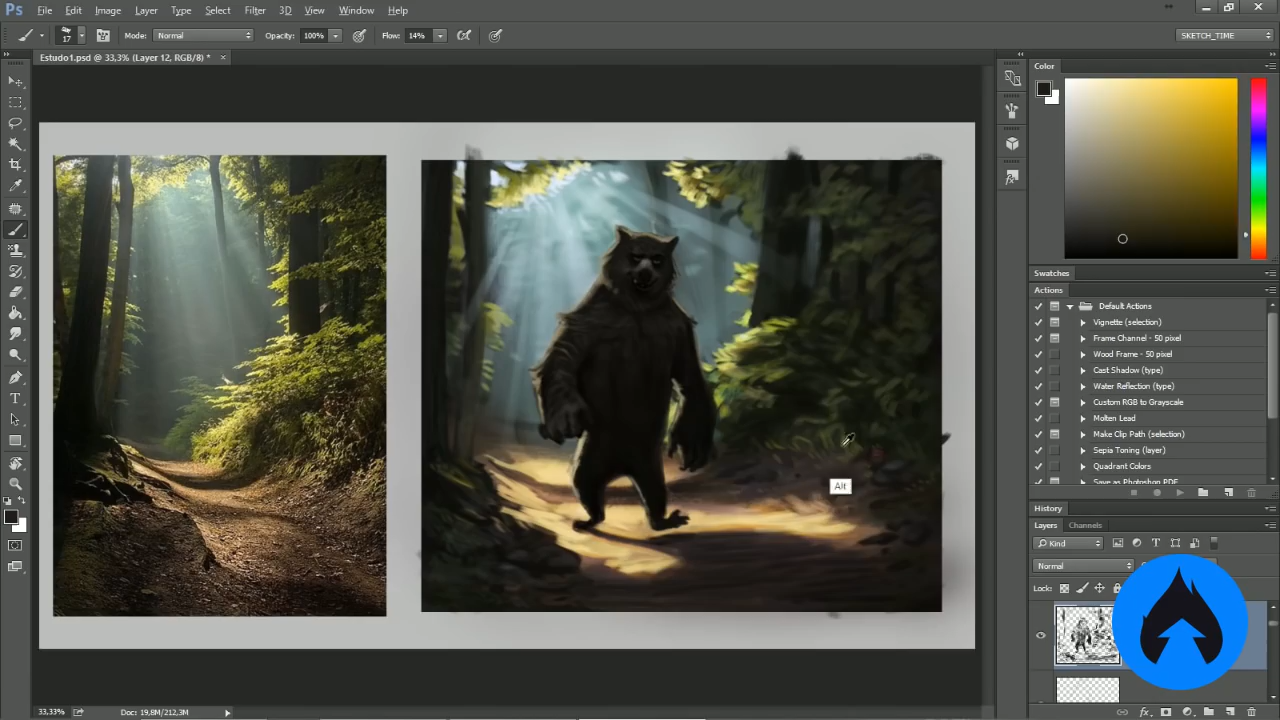 Ps File Edit Image Layer Type Select Filter 3D View Window Help
17 Mode: Normal Opacity: 100% Flow: 14% SKETCH_TIME
Estudo1.psd @ 33,3% (Layer 12, RGB/8) * ×
Color
Swatches
Actions
Default Actions
Vignette (selection)
Frame Channel - 50 pixel
Wood Frame - 50 pixel
Cast Shadow (type)
Water Reflection (type)
Custom RGB to Grayscale
Molten Lead
Make Clip Path (selection)
Sepia Toning (layer)
Quadrant Colors
Save as Photoshop PDF
Alt
History
Layers Channels
Kind
Normal
Lock:
33,33% Doc: 19,8M/212,3M